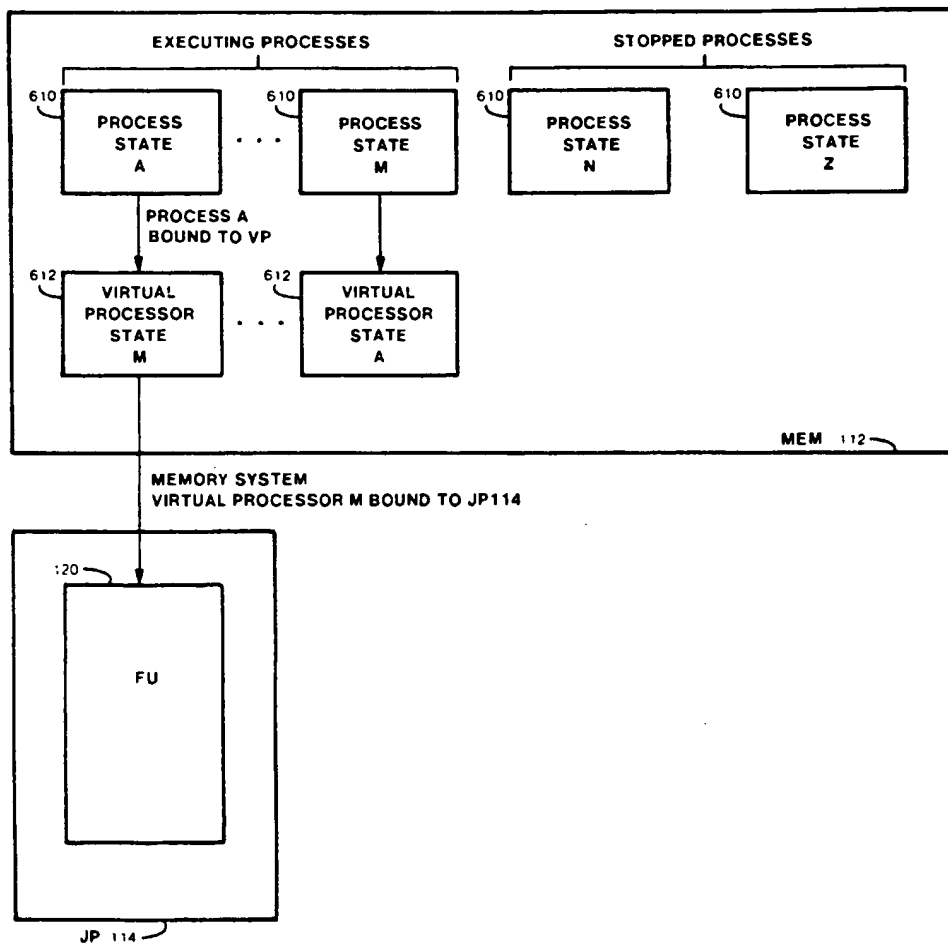 EXECUTING PROCESSES
STOPPED PROCESSES
610
PROCESS
STATE
A
. . .
610
PROCESS
STATE
M
610
PROCESS
STATE
N
610
PROCESS
STATE
Z
PROCESS A
BOUND TO VP
612
VIRTUAL
PROCESSOR
STATE
M
. . .
612
VIRTUAL
PROCESSOR
STATE
A
MEM 112
MEMORY SYSTEM
VIRTUAL PROCESSOR M BOUND TO JP114
120
FU
JP 114